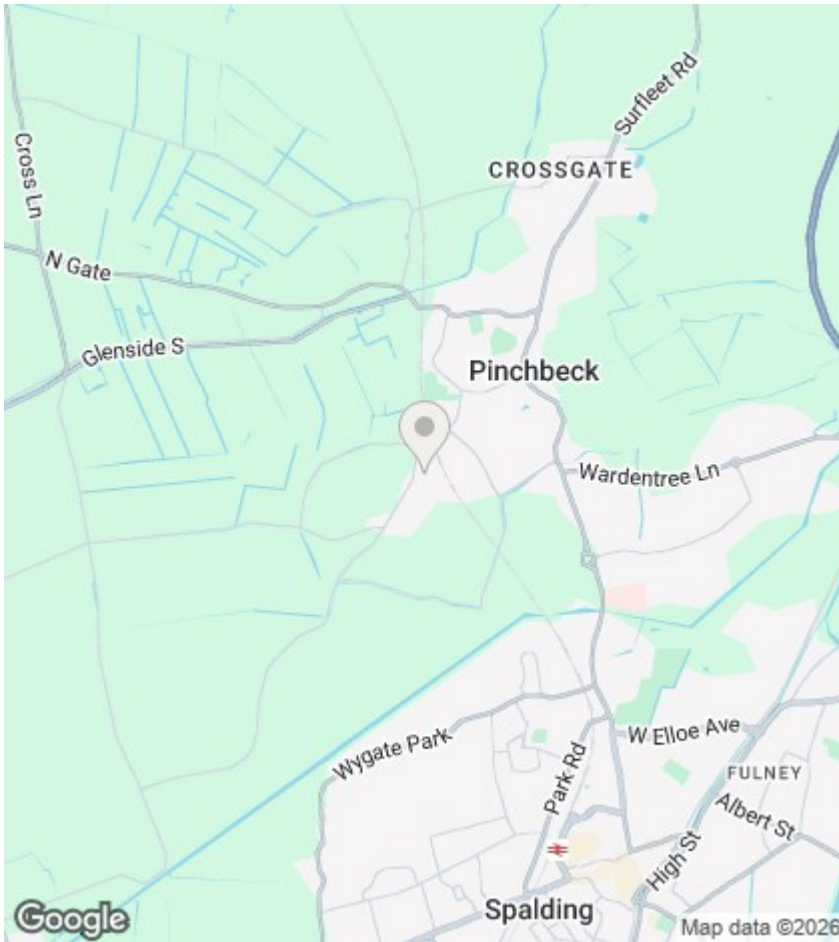 Surfleet Rd
CROSSGATE
Cross Ln
N Gate
Glenside S
Pinchbeck
Wardentree Ln
W Elloe Ave
Wygate Park
Park Rd
FULNEY
Albert St
High St
Spalding
Google
Map data ©2026